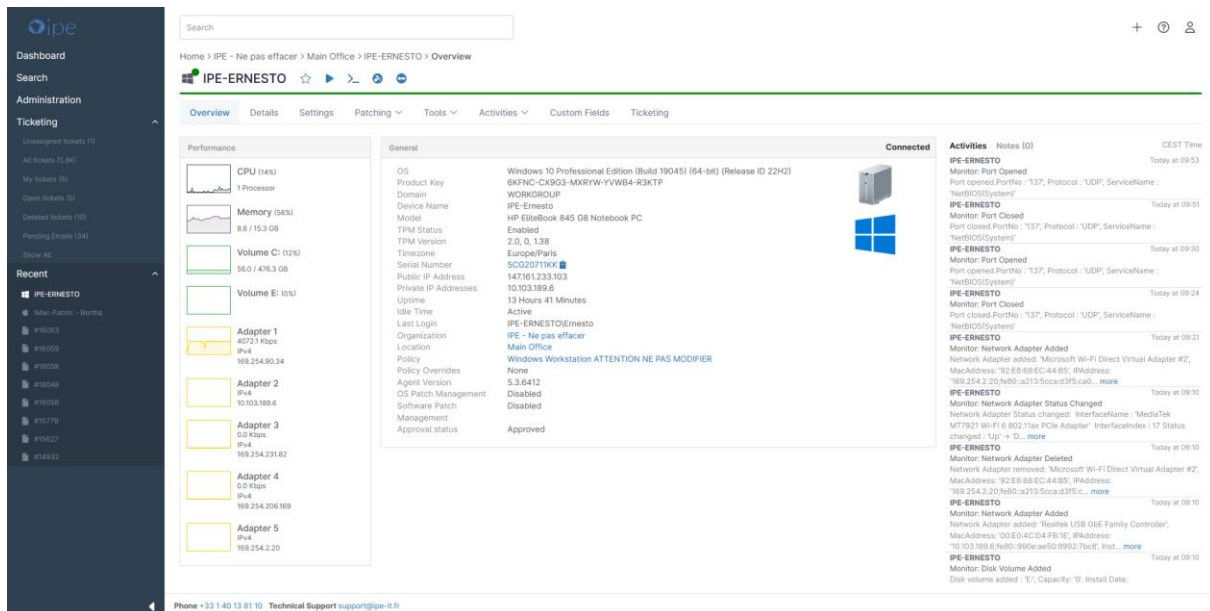 ipe
Dashboard
Search
Administration
Ticketing
Unassigned tickets (1)
All tickets (5.8K)
My tickets (5)
Open tickets (5)
Deleted tickets (10)
Pending Emails (34)
Show All
Recent
IPE-ERNESTO
iMac-Fabric - Bantha
#16063
#16059
#16058
#16048
#16056
#15779
#15627
#14932
Search
Home > IPE - Ne pas effacer > Main Office > IPE-ERNESTO > Overview
IPE-ERNESTO
Overview Details Settings Patching Tools Activities Custom Fields Ticketing
Performance
CPU (14%)
1 Processor
Memory (56%)
8.6 / 15.3 GB
Volume C: (12%)
56.0 / 476.3 GB
Volume E: (0%)
Adapter 1
4072.1 Kbps
IPv4
169.254.90.34
Adapter 2
IPv4
10.103.189.6
Adapter 3
0.0 Kbps
IPv4
169.254.231.82
Adapter 4
0.0 Kbps
IPv4
169.254.206.169
Adapter 5
IPv4
169.254.2.20
General Connected
OS Windows 10 Professional Edition (Build 19045) (64-bit) (Release ID 22H2)
Product Key 6KFNC-CX9G3-MXRYW-YVWB4-R3KTP
Domain WORKGROUP
Device Name IPE-Ernesto
Model HP EliteBook 845 G8 Notebook PC
TPM Status Enabled
TPM Version 2.0, 0, 1.38
Timezone Europe/Paris
Serial Number 5CG20711KK
Public IP Address 147.161.233.103
Private IP Addresses 10.103.189.6
Uptime 13 Hours 41 Minutes
Idle Time Active
Last Login IPE-ERNESTO\Ernesto
Organization IPE - Ne pas effacer
Location Main Office
Policy Windows Workstation ATTENTION NE PAS MODIFIER
Policy Overrides None
Agent Version 5.3.6412
OS Patch Management Disabled
Software Patch Disabled
Management
Approval status Approved
Activities Notes (0) CEST Time
IPE-ERNESTO Today at 09:53
Monitor: Port Opened
Port opened.PortNo : '137', Protocol : 'UDP', ServiceName :
'NetBIOS(System)'
IPE-ERNESTO Today at 09:51
Monitor: Port Closed
Port closed.PortNo : '137', Protocol : 'UDP', ServiceName :
'NetBIOS(System)'
IPE-ERNESTO Today at 09:30
Monitor: Port Opened
Port opened.PortNo : '137', Protocol : 'UDP', ServiceName :
'NetBIOS(System)'
IPE-ERNESTO Today at 09:24
Monitor: Port Closed
Port closed.PortNo : '137', Protocol : 'UDP', ServiceName :
'NetBIOS(System)'
IPE-ERNESTO Today at 09:21
Monitor: Network Adapter Added
Network Adapter added: 'Microsoft Wi-Fi Direct Virtual Adapter #2',
MacAddress: '92:E8:68:EC:44:B5', IPAddress:
'169.254.2.20;fe80::a213:5cca:d3f5:ca0... more
IPE-ERNESTO Today at 09:10
Monitor: Network Adapter Status Changed
Network Adapter Status changed: InterfaceName : 'MediaTek
MT7921 Wi-Fi 6 802.11ax PCIe Adapter' InterfaceIndex : 17 Status
changed : 'Up' → 'D... more
IPE-ERNESTO Today at 09:10
Monitor: Network Adapter Deleted
Network Adapter removed: 'Microsoft Wi-Fi Direct Virtual Adapter #2',
MacAddress: '92:E8:68:EC:44:B5', IPAddress:
'169.254.2.20;fe80::a213:5cca:d3f5:c... more
IPE-ERNESTO Today at 09:10
Monitor: Network Adapter Added
Network Adapter added: 'Realtek USB GbE Family Controller',
MacAddress: '00:E0:4C:D4:FB:1E', IPAddress:
'10.103.189.6;fe80::990e:ae50:9992:7bc8', Inst... more
IPE-ERNESTO Today at 09:10
Monitor: Disk Volume Added
Disk volume added : 'E:', Capacity: '0'. Install Date:
Phone +33 1 40 13 81 10 Technical Support support@ipe-it.fr